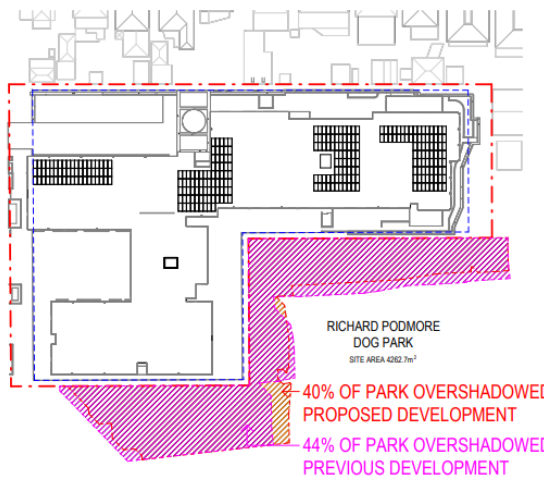 RICHARD PODMORE
DOG PARK
SITE AREA 4262.7m²
40% OF PARK OVERSHADOWED
PROPOSED DEVELOPMENT
44% OF PARK OVERSHADOWED
PREVIOUS DEVELOPMENT